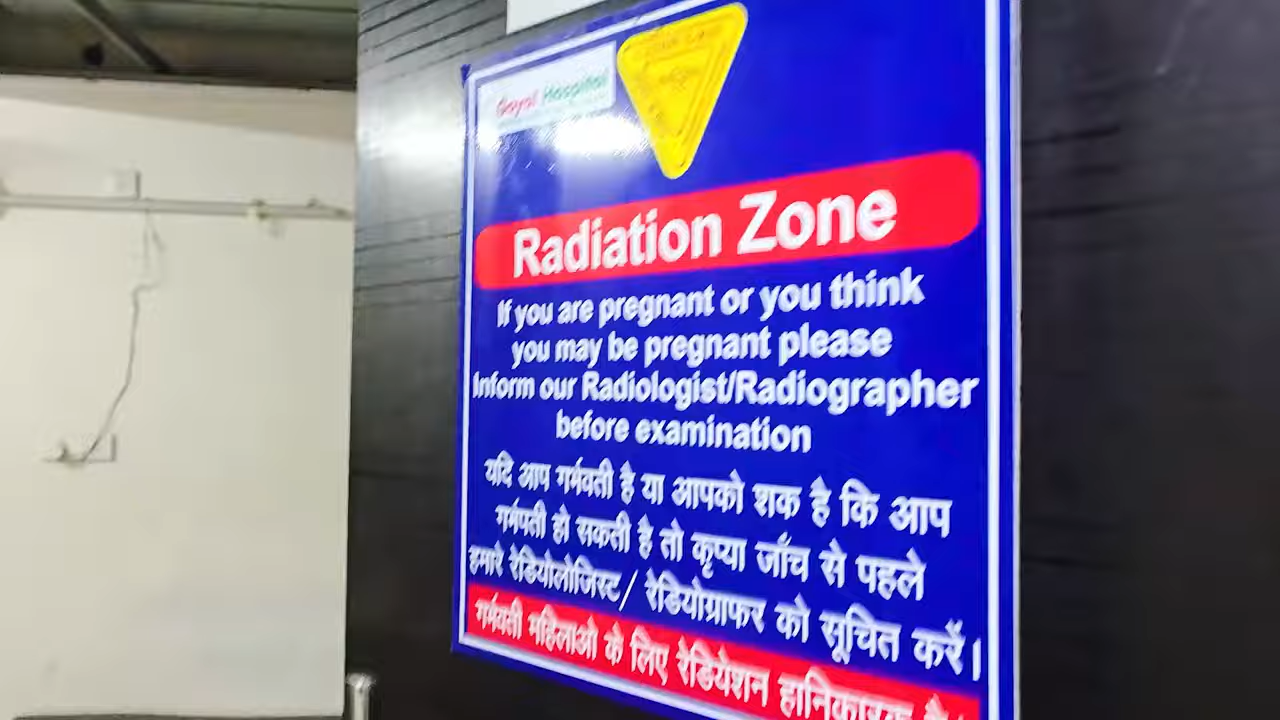 Goyal Hospital
Radiation Zone
If you are pregnant or you think
you may be pregnant please
Inform our Radiologist/Radiographer
before examination
यदि आप गर्भवती है या आपको शक है कि आप
गर्भपती हो सकती है तो कृप्या जाँच से पहले
हमारे रेडियोलोजिस्ट/ रेडियोग्राफर को सूचित करें।
गर्भवती महिलाओ के लिए रेडियेशन हानिकारक है।